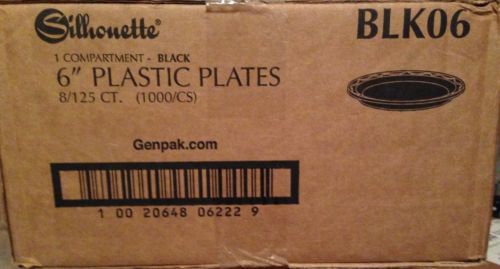 Silhouette®
BLK06
1 COMPARTMENT - BLACK
6" PLASTIC PLATES
8/125 CT. (1000/CS)
Genpak.com
1 00 20648 06222 9